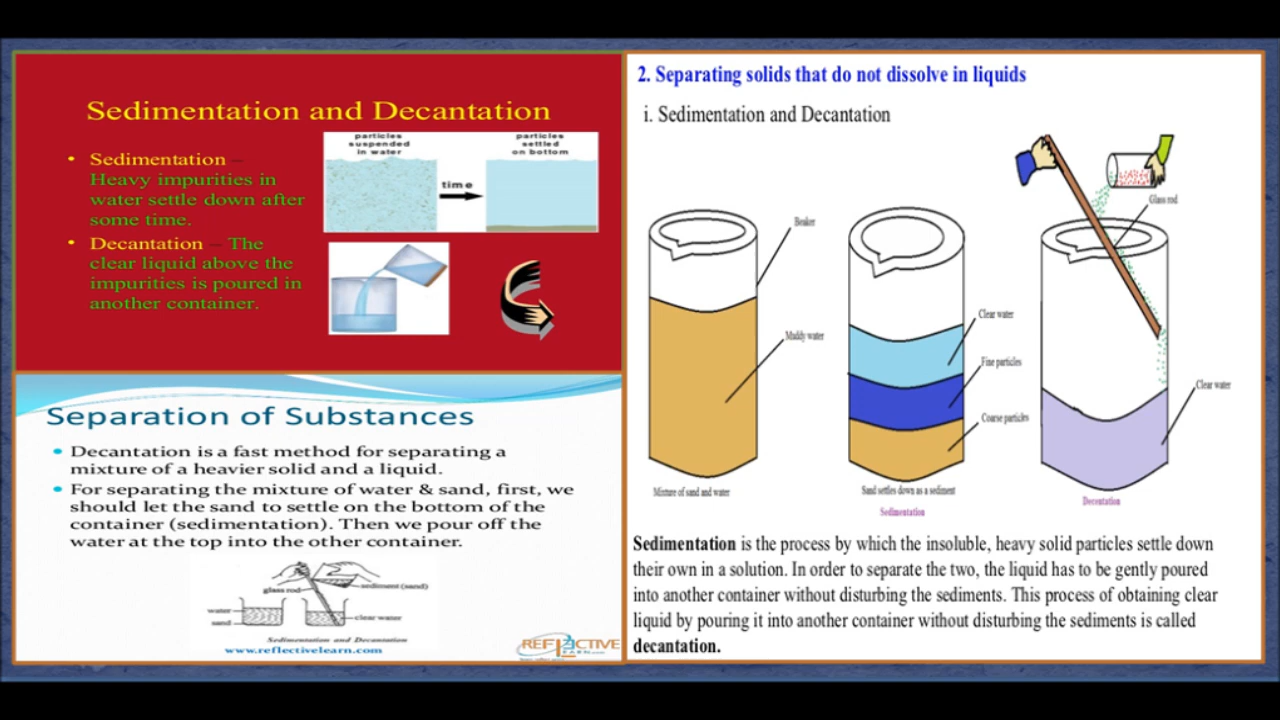 Sedimentation and Decantation
• Sedimentation –
Heavy impurities in
water settle down after
some time.
• Decantation – The
clear liquid above the
impurities is poured in
another container.
particles
suspended
in water
time
particles
settled
on bottom
Separation of Substances
• Decantation is a fast method for separating a
mixture of a heavier solid and a liquid.
• For separating the mixture of water & sand, first, we
should let the sand to settle on the bottom of the
container (sedimentation). Then we pour off the
water at the top into the other container.
glass rod
sediment (sand)
water
sand
clear water
Sedimentation and Decantation
www.reflectivelearn.com
REFLECTIVE
LEARN.com
2. Separating solids that do not dissolve in liquids
i. Sedimentation and Decantation
Beaker
Muddy water
Mixture of sand and water
Clear water
Fine particles
Coarse particles
Sand settles down as a sediment
Sedimentation
Glass rod
Clear water
Decentation
Sedimentation is the process by which the insoluble, heavy solid particles settle down
their own in a solution. In order to separate the two, the liquid has to be gently poured
into another container without disturbing the sediments. This process of obtaining clear
liquid by pouring it into another container without disturbing the sediments is called
decantation.